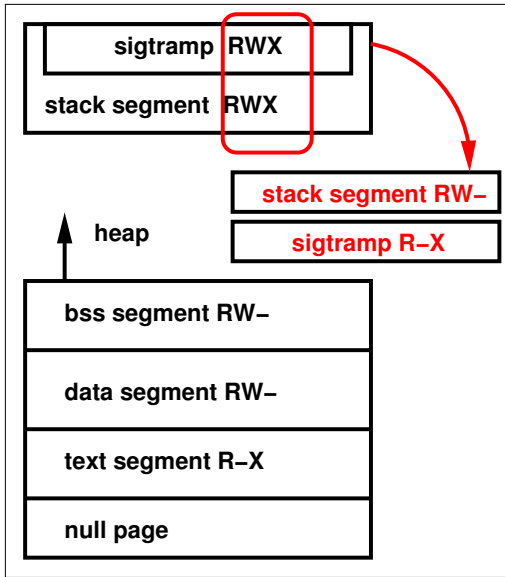 sigtramp RWX
stack segment RWX
stack segment RW–
sigtramp R–X
heap
bss segment RW–
data segment RW–
text segment R–X
null page